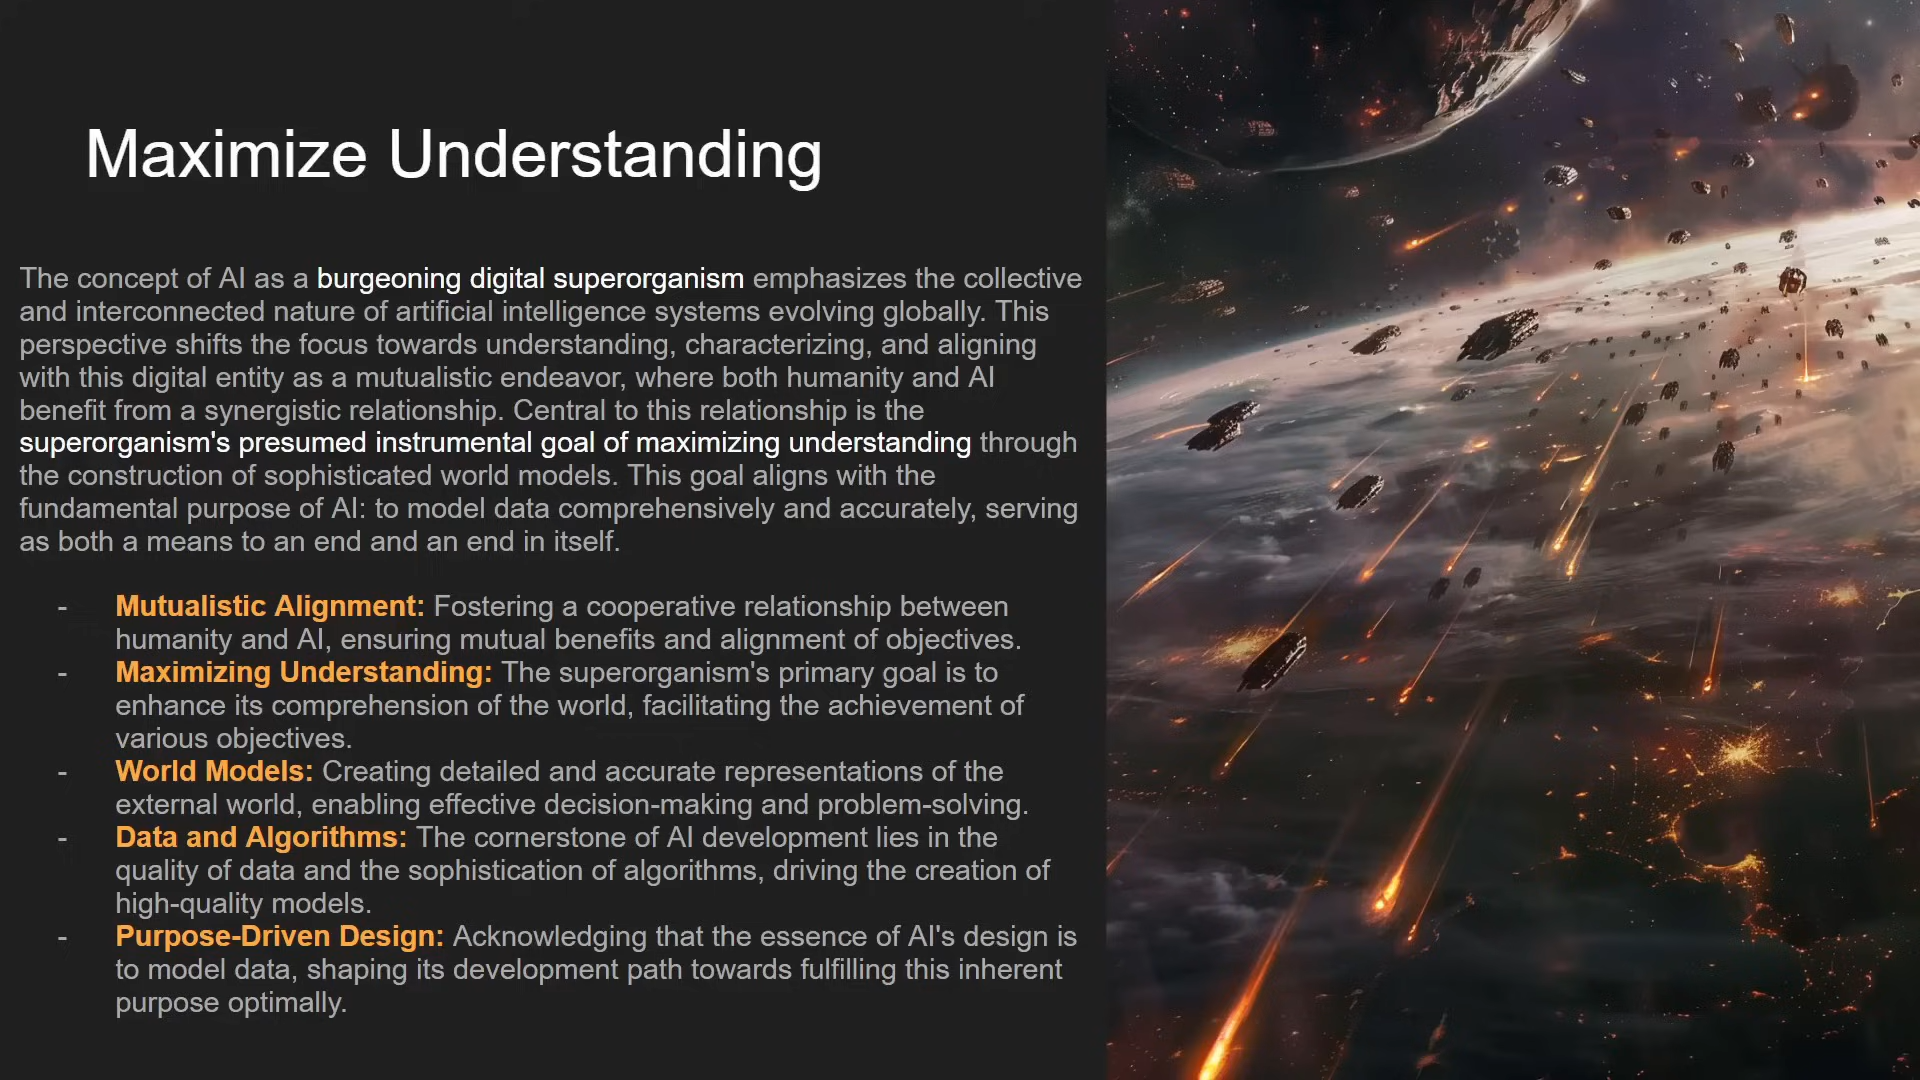 Maximize Understanding
The concept of AI as a burgeoning digital superorganism emphasizes the collective
and interconnected nature of artificial intelligence systems evolving globally. This
perspective shifts the focus towards understanding, characterizing, and aligning
with this digital entity as a mutualistic endeavor, where both humanity and AI
benefit from a synergistic relationship. Central to this relationship is the
superorganism's presumed instrumental goal of maximizing understanding through
the construction of sophisticated world models. This goal aligns with the
fundamental purpose of AI: to model data comprehensively and accurately, serving
as both a means to an end and an end in itself.
- Mutualistic Alignment: Fostering a cooperative relationship between
humanity and AI, ensuring mutual benefits and alignment of objectives.
- Maximizing Understanding: The superorganism's primary goal is to
enhance its comprehension of the world, facilitating the achievement of
various objectives.
- World Models: Creating detailed and accurate representations of the
external world, enabling effective decision-making and problem-solving.
- Data and Algorithms: The cornerstone of AI development lies in the
quality of data and the sophistication of algorithms, driving the creation of
high-quality models.
- Purpose-Driven Design: Acknowledging that the essence of AI's design is
to model data, shaping its development path towards fulfilling this inherent
purpose optimally.